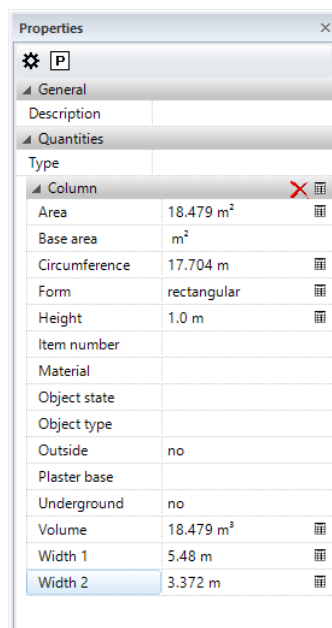 Properties
P
General
Description
Quantities
Type
Column
Area 18.479 m²
Base area m²
Circumference 17.704 m
Form rectangular
Height 1.0 m
Item number
Material
Object state
Object type
Outside no
Plaster base
Underground no
Volume 18.479 m³
Width 1 5.48 m
Width 2 3.372 m